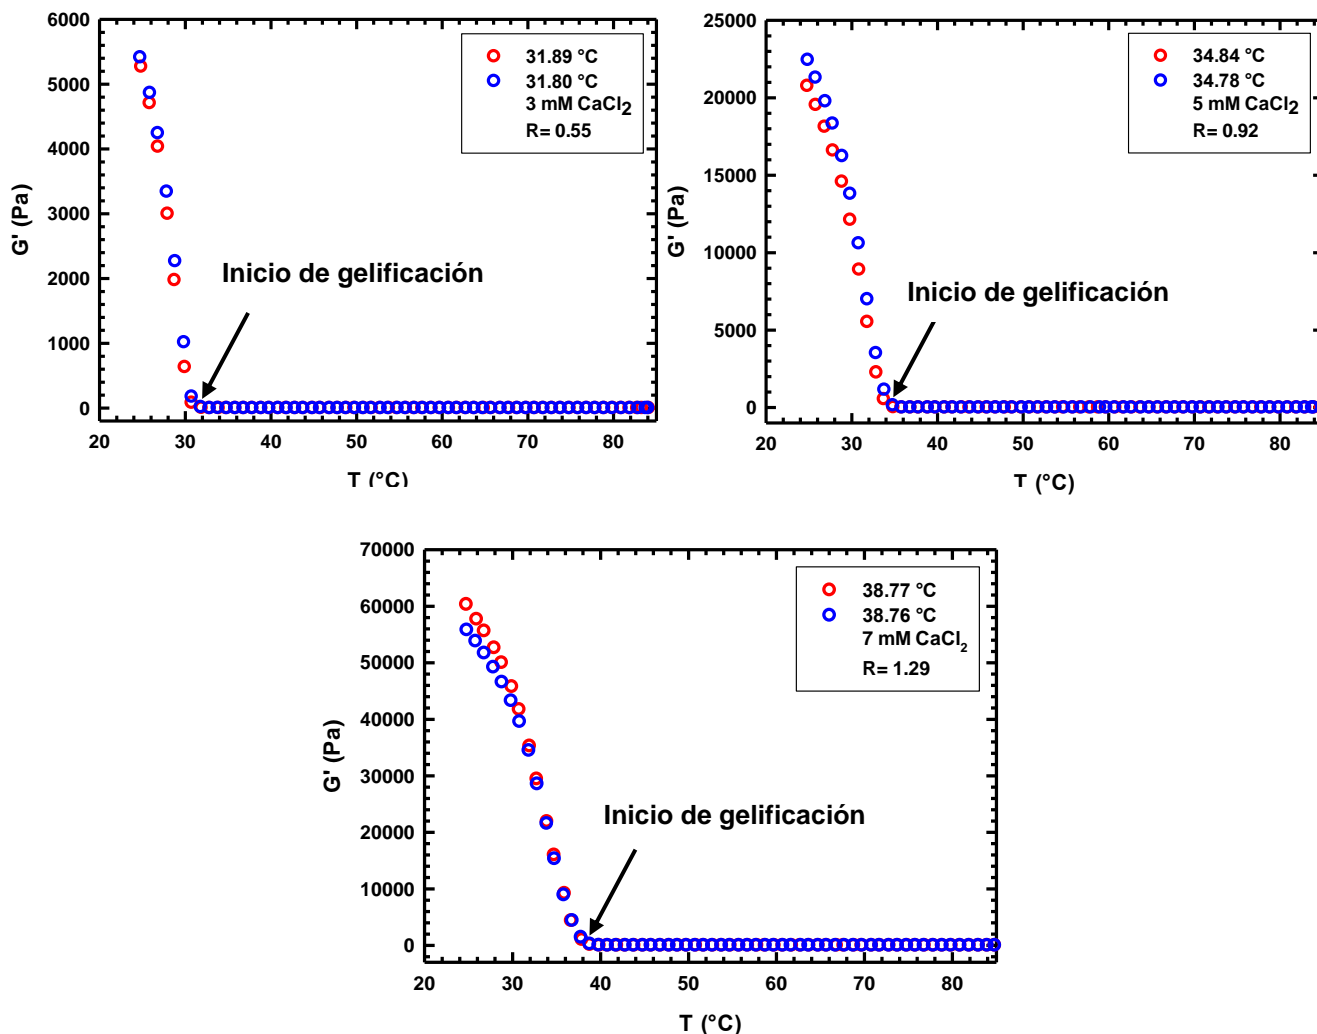 6000
5000
4000
3000
2000
1000
0
G' (Pa)
31.89 °C
31.80 °C
3 mM CaCl2
R= 0.55
Inicio de gelificación
20 30 40 50 60 70 80
T (°C)
25000
20000
15000
10000
5000
0
G' (Pa)
34.84 °C
34.78 °C
5 mM CaCl2
R= 0.92
Inicio de gelificación
20 30 40 50 60 70 80
T (°C)
70000
60000
50000
40000
30000
20000
10000
0
G' (Pa)
38.77 °C
38.76 °C
7 mM CaCl2
R= 1.29
Inicio de gelificación
20 30 40 50 60 70 80
T (°C)